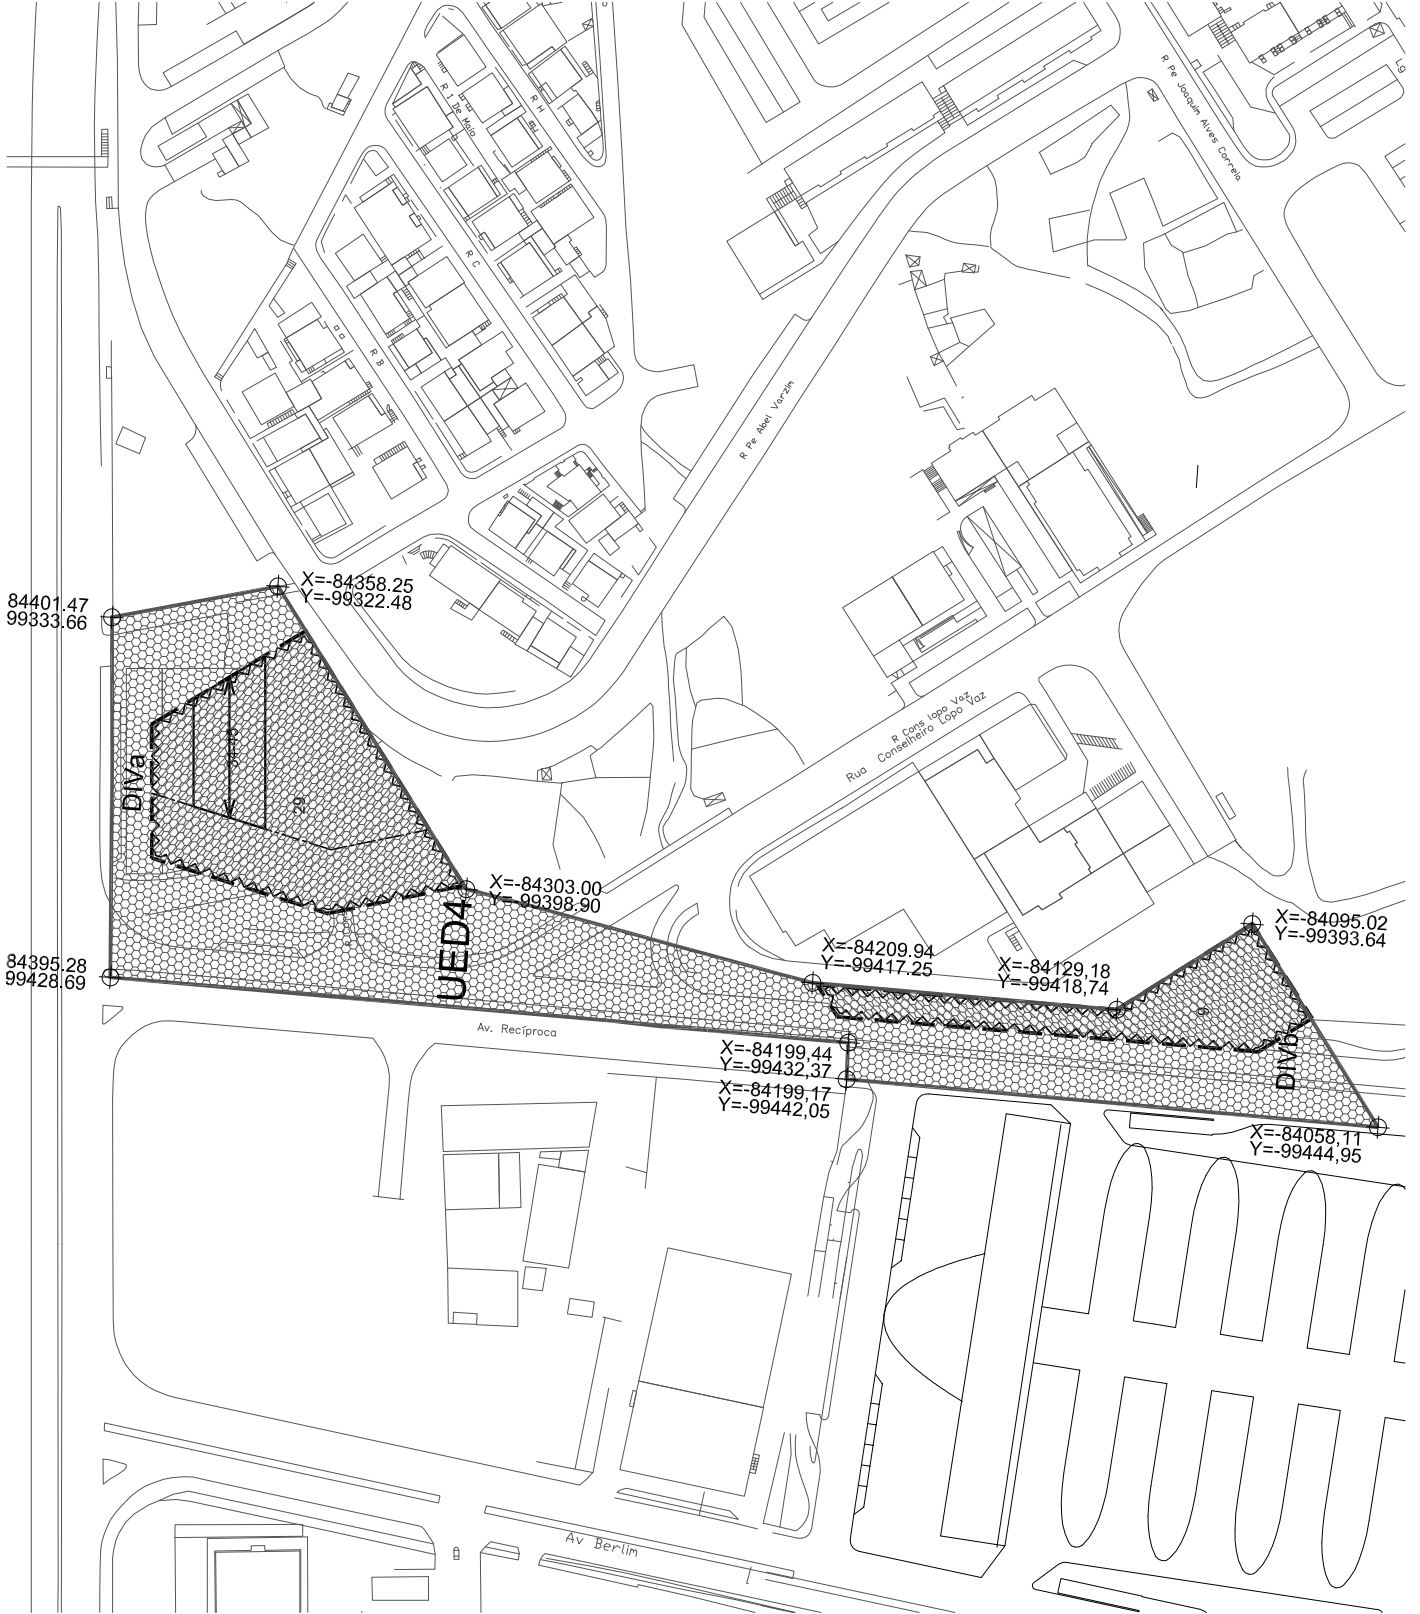 R Pe Joaquim Alves Correia
R 1 De Maio
R H
R C
R B
R Pe Abel Varzim
84401.47
99333.66
X=-84358.25
Y=-99322.48
R Cons lopo Vaz
Rua Conselheiro Lopo Vaz
DIVa
29
X=-84303.00
Y=-99398.90
UED4
X=-84095.02
Y=-99393.64
X=-84209.94
Y=-99417.25
X=-84129,18
Y=-99418,74
84395.28
99428.69
9
Av. Recíproca
X=-84199,44
Y=-99432,37
DIVb
X=-84199,17
Y=-99442,05
X=-84058,11
Y=-99444,95
Av Berlim